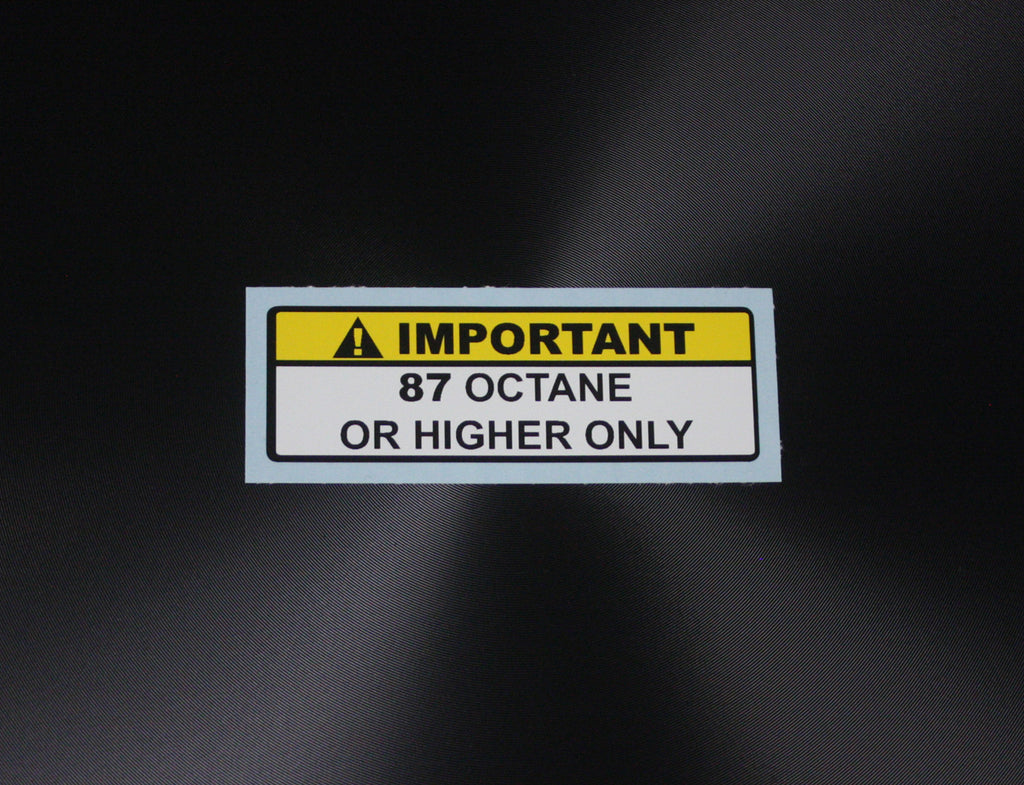 IMPORTANT
87 OCTANE
OR HIGHER ONLY